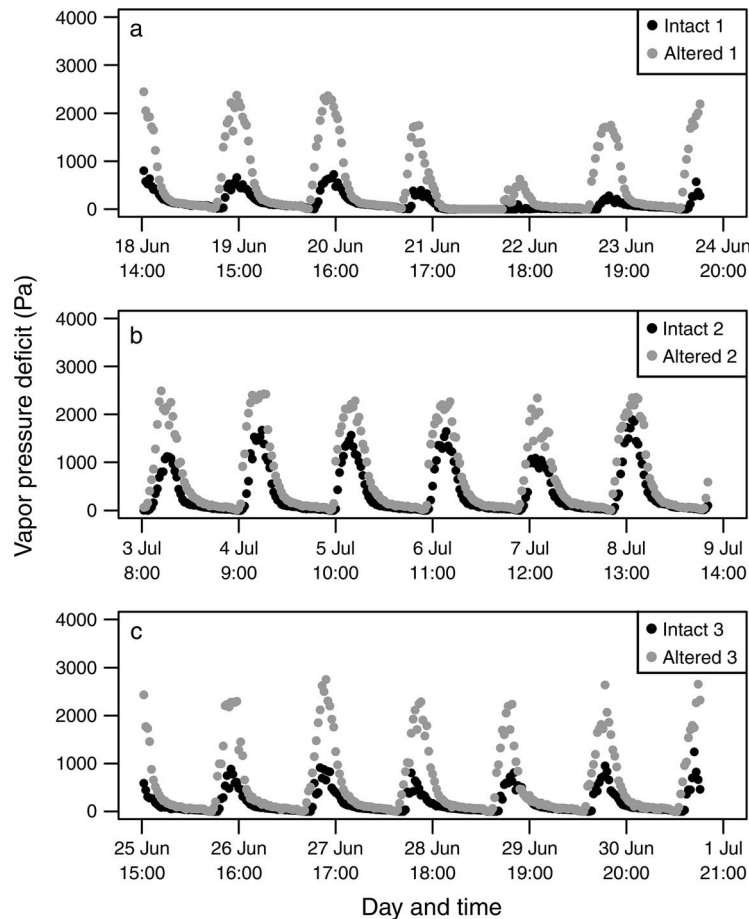 a
Intact 1
Altered 1
4000
3000
2000
1000
0
18 Jun 19 Jun 20 Jun 21 Jun 22 Jun 23 Jun 24 Jun
14:00 15:00 16:00 17:00 18:00 19:00 20:00
Vapor pressure deficit (Pa)
b
Intact 2
Altered 2
4000
3000
2000
1000
0
3 Jul 4 Jul 5 Jul 6 Jul 7 Jul 8 Jul 9 Jul
8:00 9:00 10:00 11:00 12:00 13:00 14:00
c
Intact 3
Altered 3
4000
3000
2000
1000
0
25 Jun 26 Jun 27 Jun 28 Jun 29 Jun 30 Jun 1 Jul
15:00 16:00 17:00 18:00 19:00 20:00 21:00
Day and time